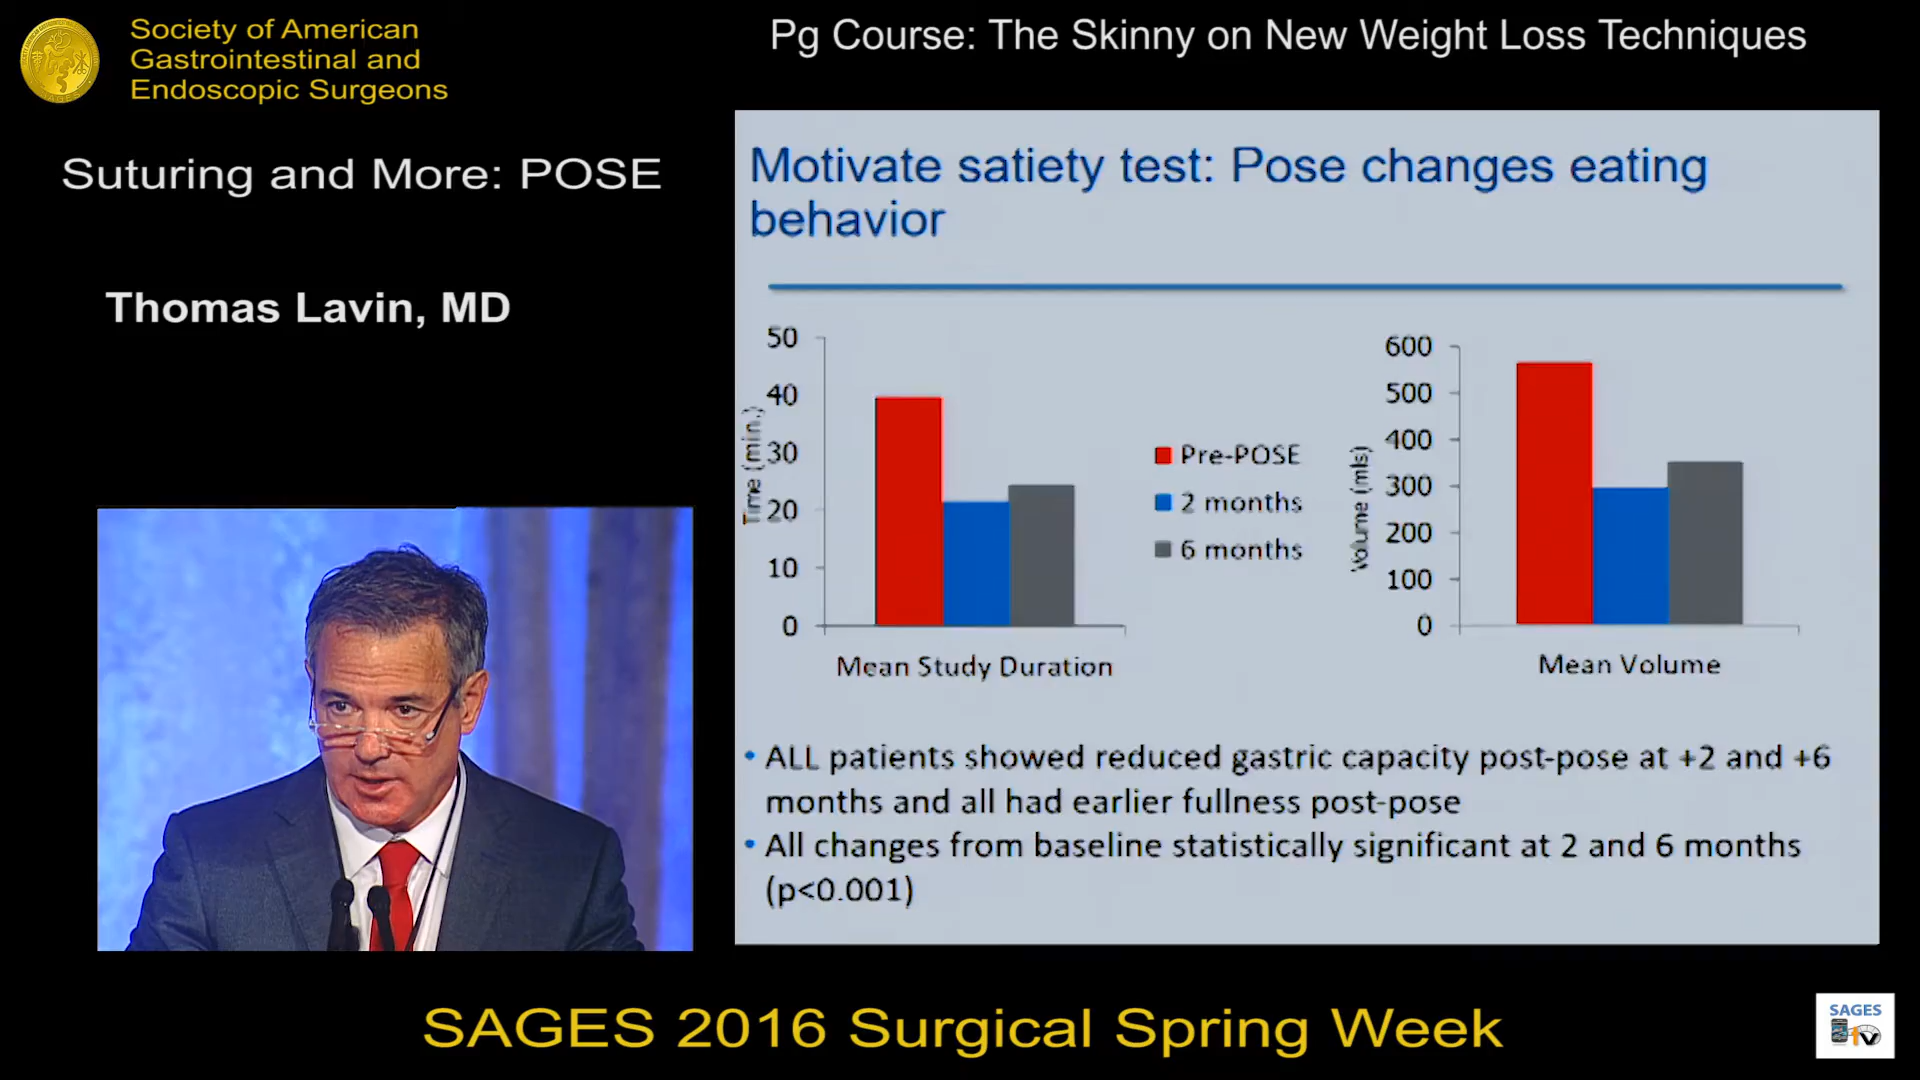 Society of American
Gastrointestinal and
Endoscopic Surgeons
Pg Course: The Skinny on New Weight Loss Techniques
Suturing and More: POSE
Thomas Lavin, MD
Motivate satiety test: Pose changes eating
behavior
50
40
30
20
10
0
Time (min.)
Mean Study Duration
Pre-POSE
2 months
6 months
600
500
400
300
200
100
0
Volume (mls)
Mean Volume
• ALL patients showed reduced gastric capacity post-pose at +2 and +6
months and all had earlier fullness post-pose
• All changes from baseline statistically significant at 2 and 6 months
(p<0.001)
SAGES 2016 Surgical Spring Week
SAGES
TV